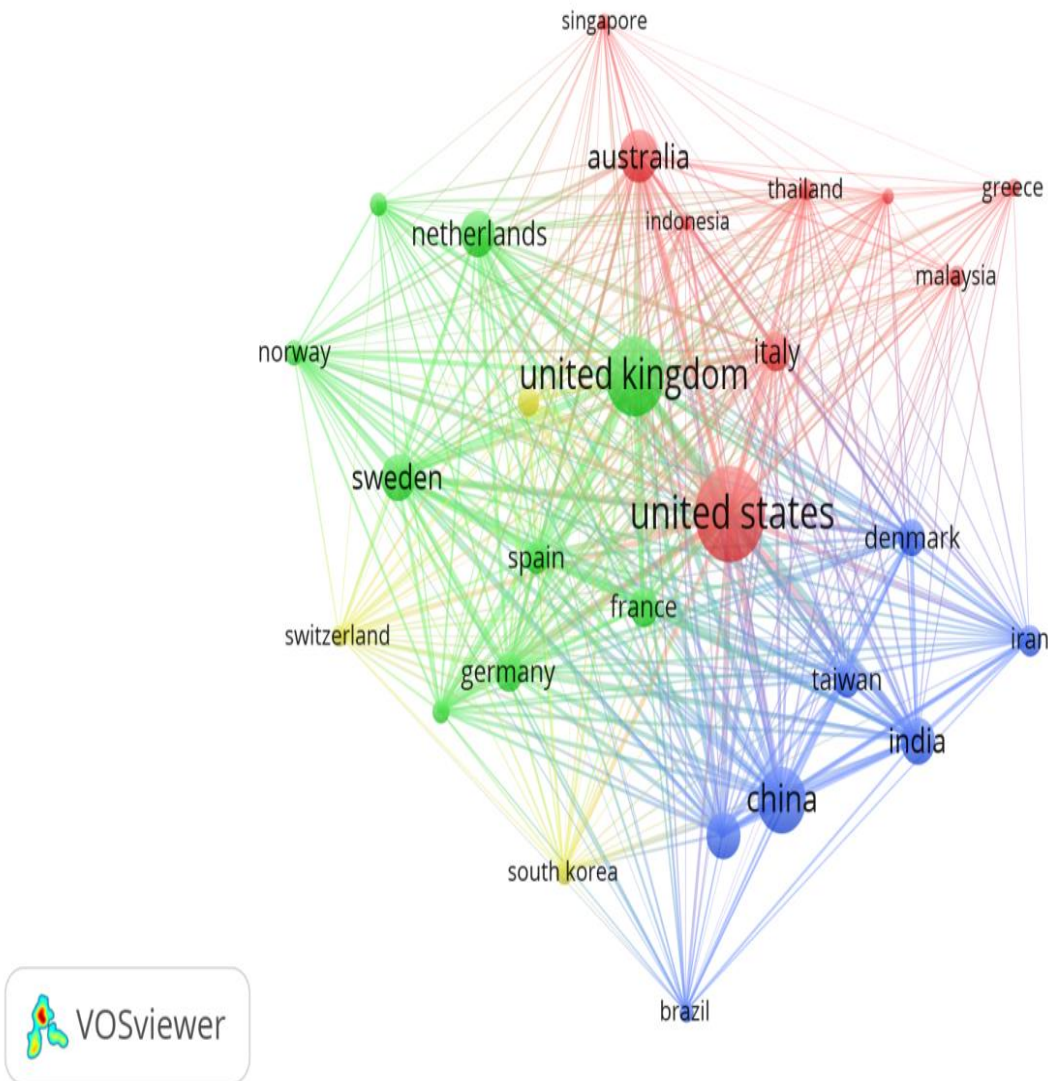 singapore
australia
thailand
greece
indonesia
netherlands
malaysia
norway
italy
united kingdom
sweden
united states
denmark
spain
france
switzerland
iran
germany
taiwan
india
china
south korea
brazil
VOSviewer